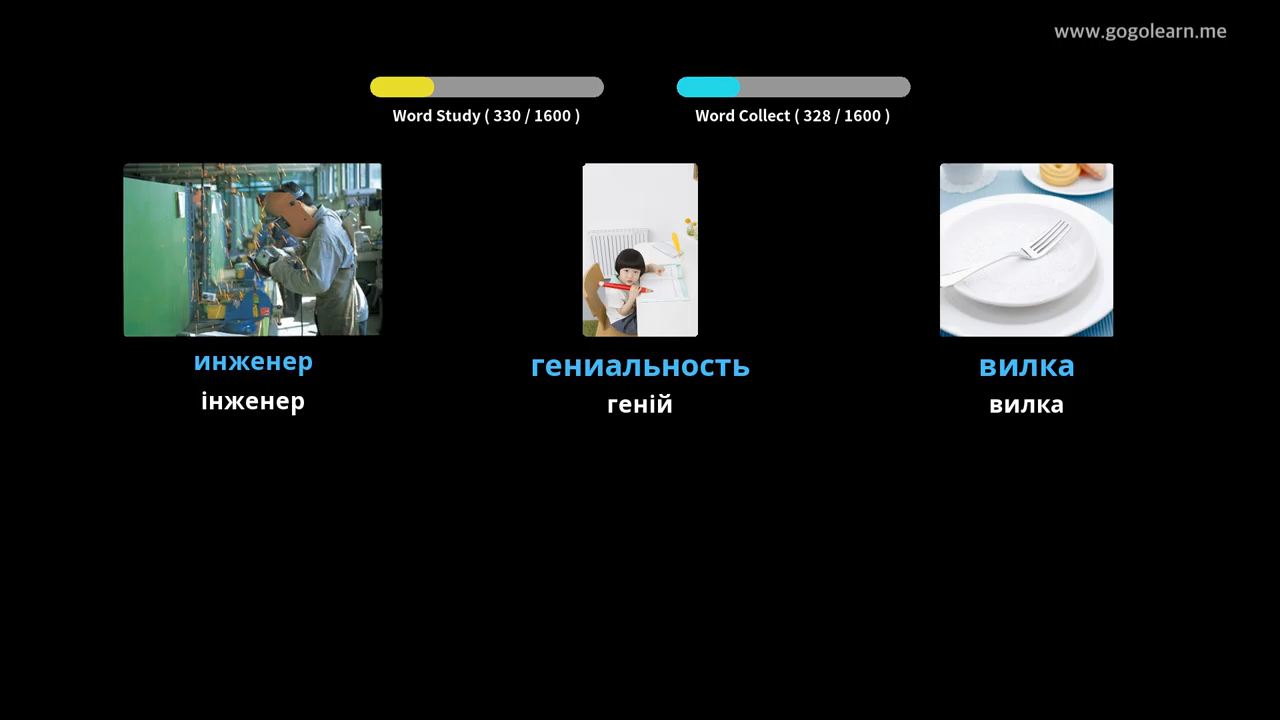 www.gogolearn.me
Word Study ( 330 / 1600 )
Word Collect ( 328 / 1600 )
инженер
інженер
гениальность
геній
вилка
вилка